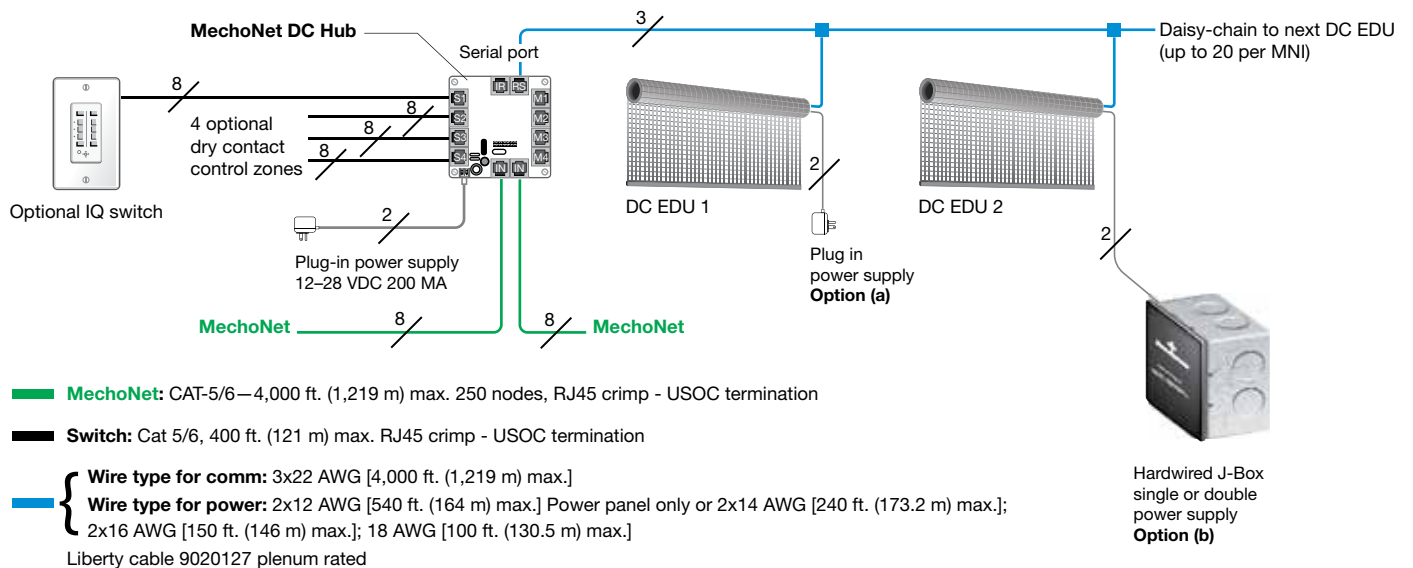 MechoNet DC Hub
Serial port
3
Daisy-chain to next DC EDU
(up to 20 per MNI)
8
IR
RS
S1
S2
S3
S4
M1
M2
M3
M4
IN
IN
8
8
8
4 optional
dry contact
control zones
Optional IQ switch
2
Plug-in power supply
12–28 VDC 200 MA
DC EDU 1
2
Plug in
power supply
Option (a)
DC EDU 2
2
MechoNet
8
8
MechoNet
Hardwired J-Box
single or double
power supply
Option (b)
MechoNet: CAT-5/6—4,000 ft. (1,219 m) max. 250 nodes, RJ45 crimp - USOC termination
Switch: Cat 5/6, 400 ft. (121 m) max. RJ45 crimp - USOC termination
Wire type for comm: 3x22 AWG [4,000 ft. (1,219 m) max.]
Wire type for power: 2x12 AWG [540 ft. (164 m) max.] Power panel only or 2x14 AWG [240 ft. (173.2 m) max.];
2x16 AWG [150 ft. (146 m) max.]; 18 AWG [100 ft. (130.5 m) max.]
Liberty cable 9020127 plenum rated